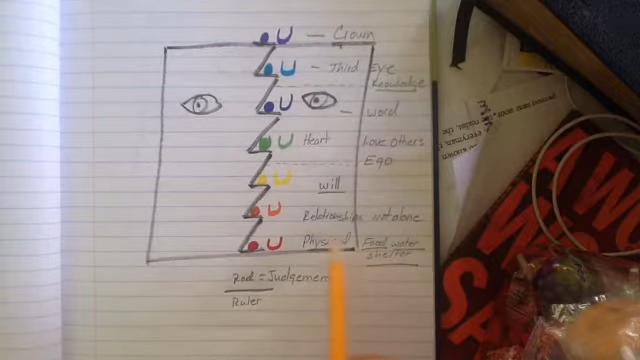 Crown
Third Eye
Knowledge
word
Heart Love Others
Ego
will
Relationships not alone
Physical Food water
shelter
Rod = Judgement
Ruler